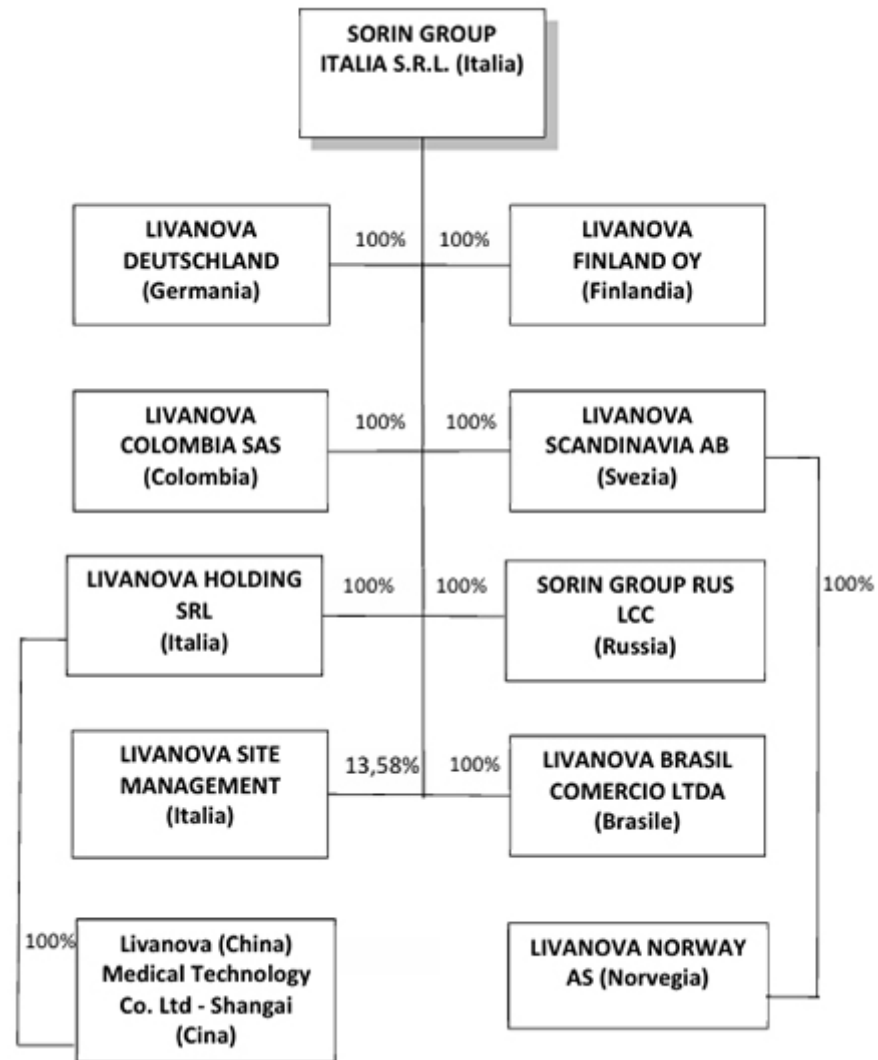 SORIN GROUP
ITALIA S.R.L. (Italia)
LIVANOVA
DEUTSCHLAND
(Germania)
100%
100%
LIVANOVA
FINLAND OY
(Finlandia)
LIVANOVA
COLOMBIA SAS
(Colombia)
100%
100%
LIVANOVA
SCANDINAVIA AB
(Svezia)
LIVANOVA HOLDING
SRL
(Italia)
100%
100%
SORIN GROUP RUS
LCC
(Russia)
100%
LIVANOVA SITE
MANAGEMENT
(Italia)
13,58%
100%
LIVANOVA BRASIL
COMERCIO LTDA
(Brasile)
100%
Livanova (China)
Medical Technology
Co. Ltd - Shangai
(Cina)
LIVANOVA NORWAY
AS (Norvegia)